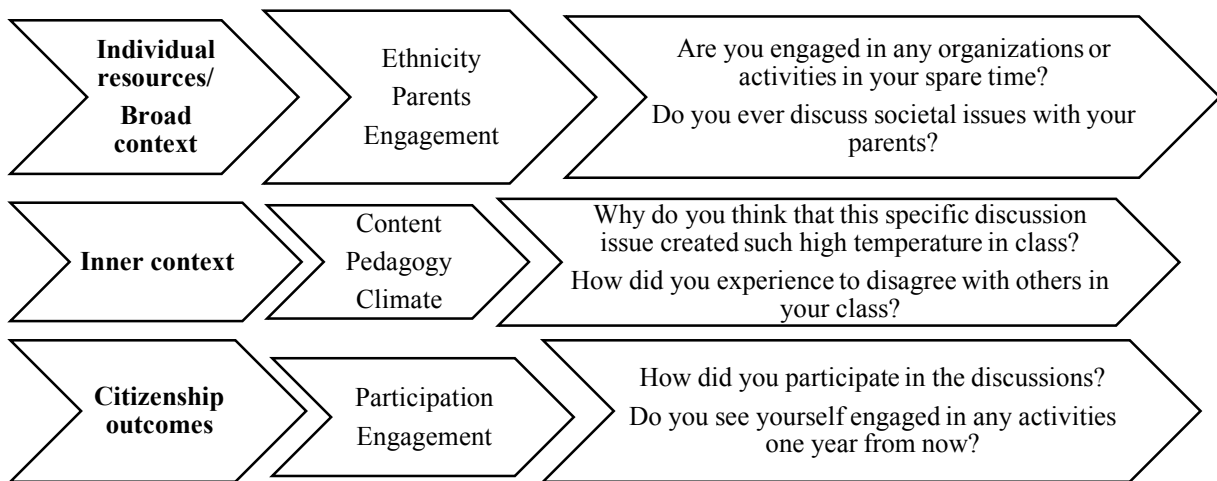 Individual
resources/
Broad
context
Ethnicity
Parents
Engagement
Are you engaged in any organizations or
activities in your spare time?
Do you ever discuss societal issues with your
parents?
Inner context
Content
Pedagogy
Climate
Why do you think that this specific discussion
issue created such high temperature in class?
How did you experience to disagree with others in
your class?
Citizenship
outcomes
Participation
Engagement
How did you participate in the discussions?
Do you see yourself engaged in any activities
one year from now?